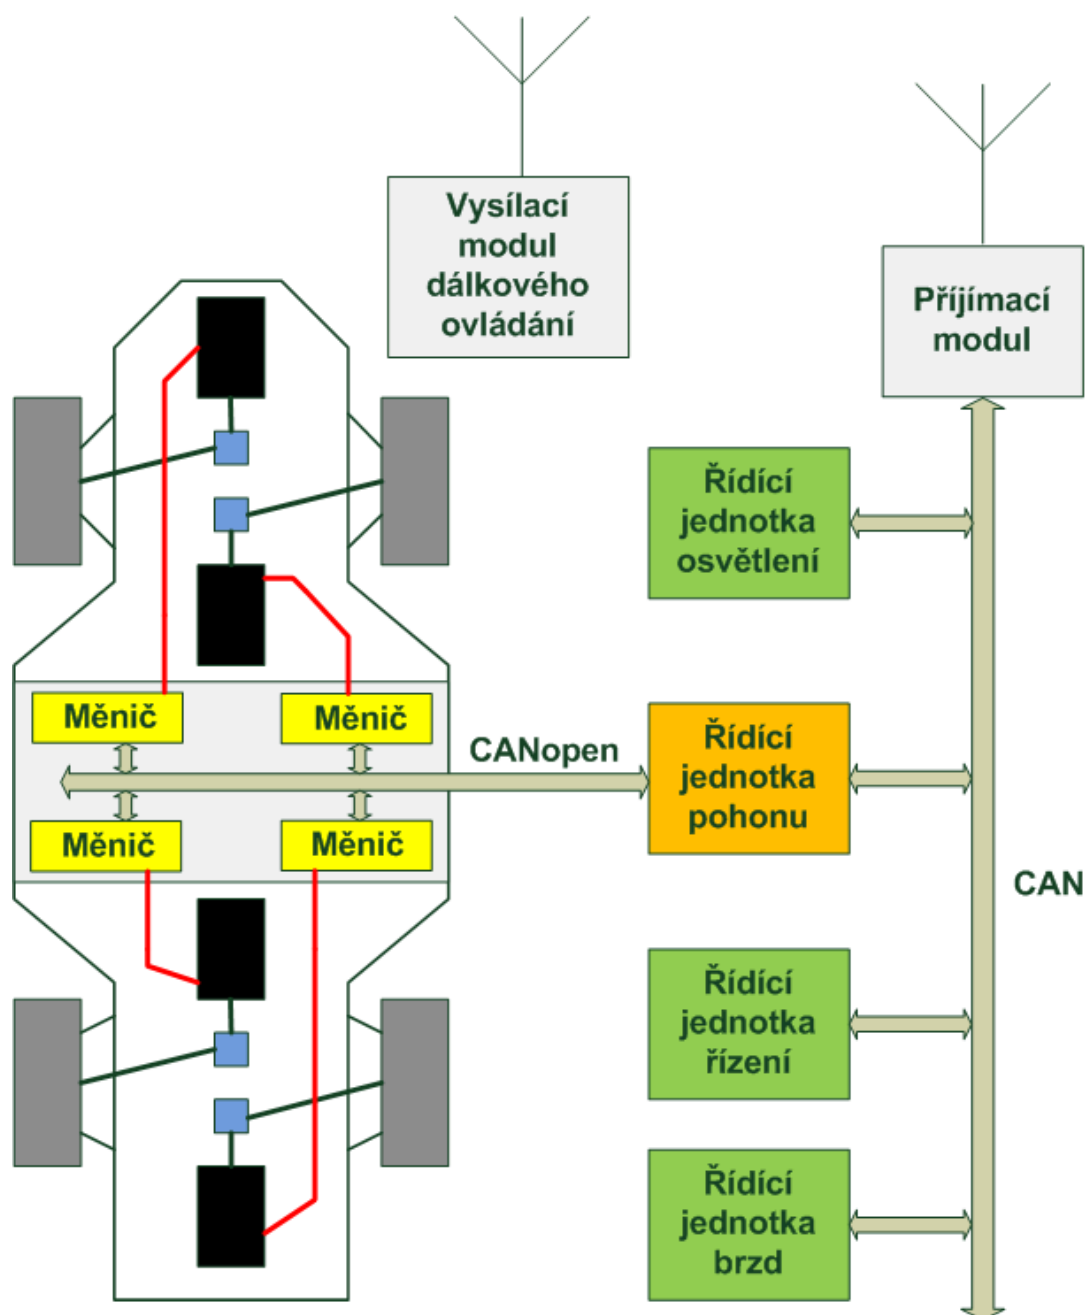 Vysílací
modul
dálkového
ovládání
Příjímací
modul
Řídící
jednotka
osvětlení
Měnič
Měnič
CANopen
Řídící
jednotka
pohonu
Měnič
Měnič
CAN
Řídící
jednotka
řízení
Řídící
jednotka
brzd